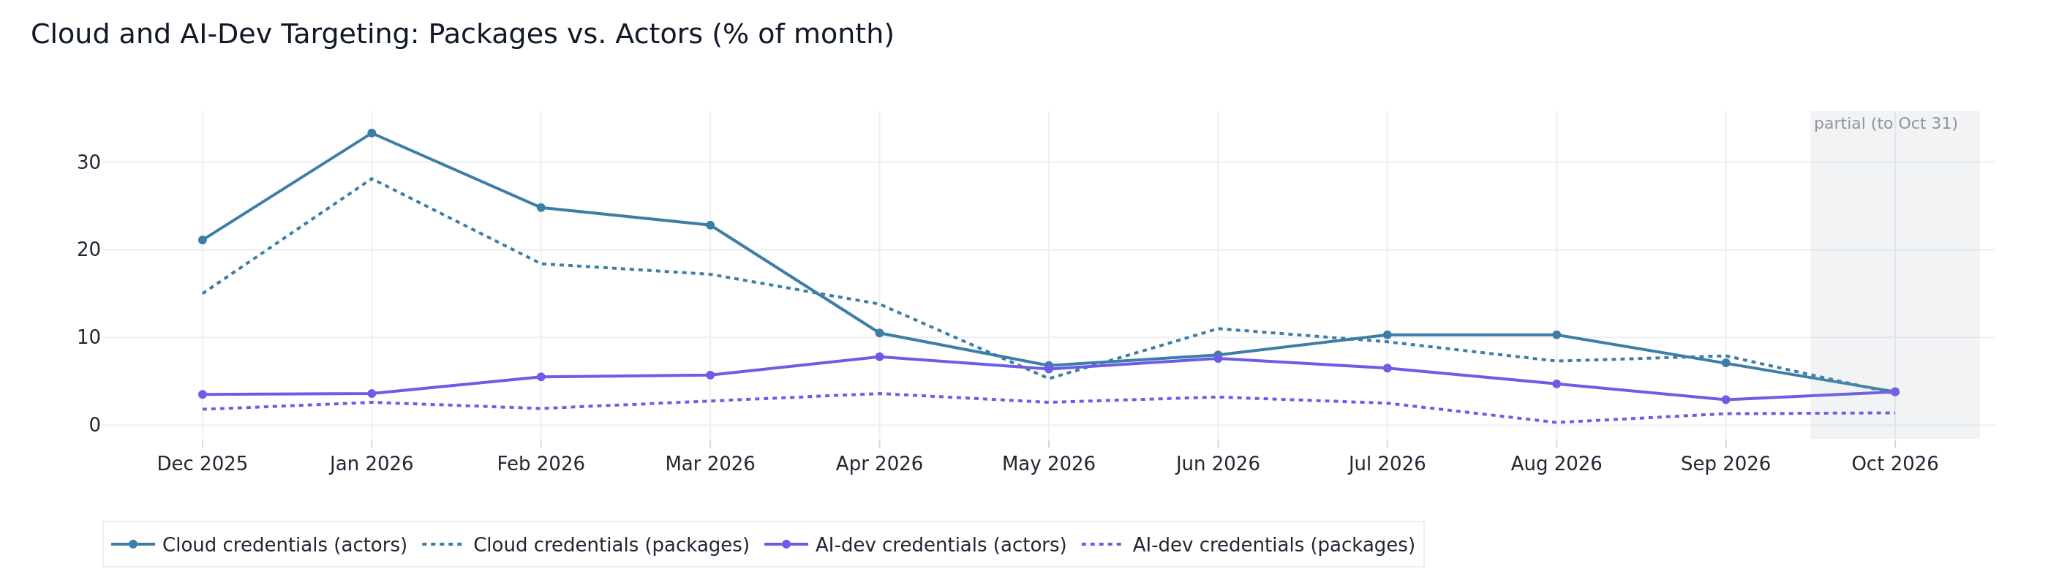 Cloud and AI-Dev Targeting: Packages vs. Actors (% of month)
partial (to Oct 31)
30
20
10
0
Dec 2025 Jan 2026 Feb 2026 Mar 2026 Apr 2026 May 2026 Jun 2026 Jul 2026 Aug 2026 Sep 2026 Oct 2026
Cloud credentials (actors) Cloud credentials (packages) AI-dev credentials (actors) AI-dev credentials (packages)